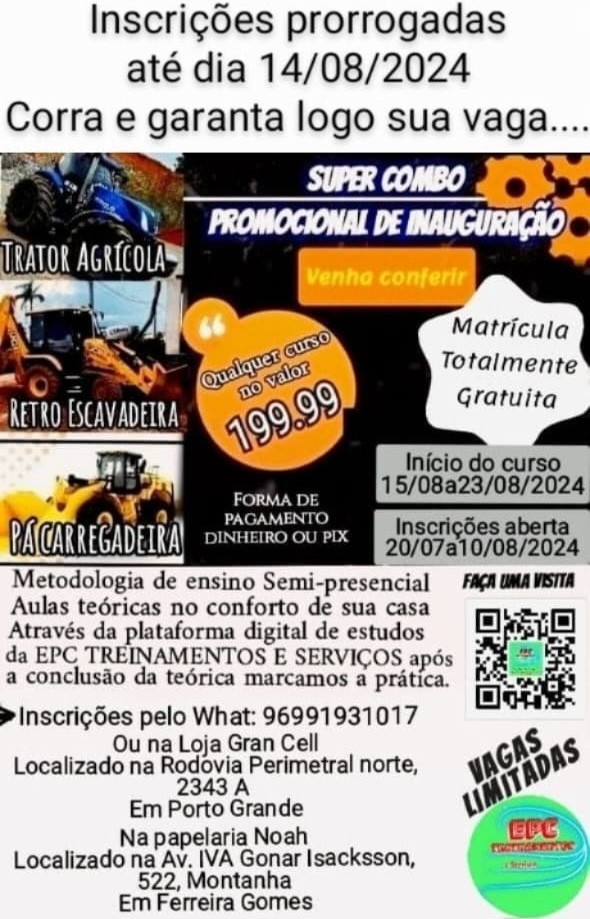 Inscrições prorrogadas
até dia 14/08/2024
Corra e garanta logo sua vaga....
SUPER COMBO
PROMOCIONAL DE INAUGURAÇÃO
Venha conferir
TRATOR AGRÍCOLA
RETRO ESCAVADEIRA
PÁCARREGADEIRA
Qualquer curso
no valor
199.99
FORMA DE
PAGAMENTO
DINHEIRO OU PIX
Matrícula
Totalmente
Gratuita
Início do curso
15/08a23/08/2024
Inscrições aberta
20/07a10/08/2024
Metodologia de ensino Semi-presencial
Aulas teóricas no conforto de sua casa
Através da plataforma digital de estudos
da EPC TREINAMENTOS E SERVIÇOS após
a conclusão da teórica marcamos a prática.
FAÇA UMA VISITA
Inscrições pelo What: 96991931017
Ou na Loja Gran Cell
Localizado na Rodovia Perimetral norte,
2343 A
Em Porto Grande
Na papelaria Noah
Localizado na Av. IVA Gonar Isacksson,
522, Montanha
Em Ferreira Gomes
VAGAS
LIMITADAS
EPC